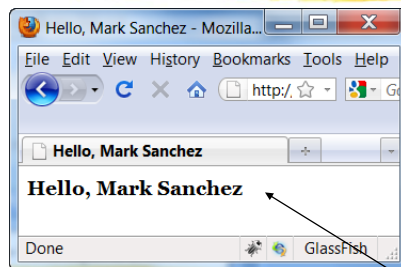 Hello, Mark Sanchez - Mozilla...
File Edit View History Bookmarks Tools Help
http:/
Hello, Mark Sanchez
Hello, Mark Sanchez
Done GlassFish